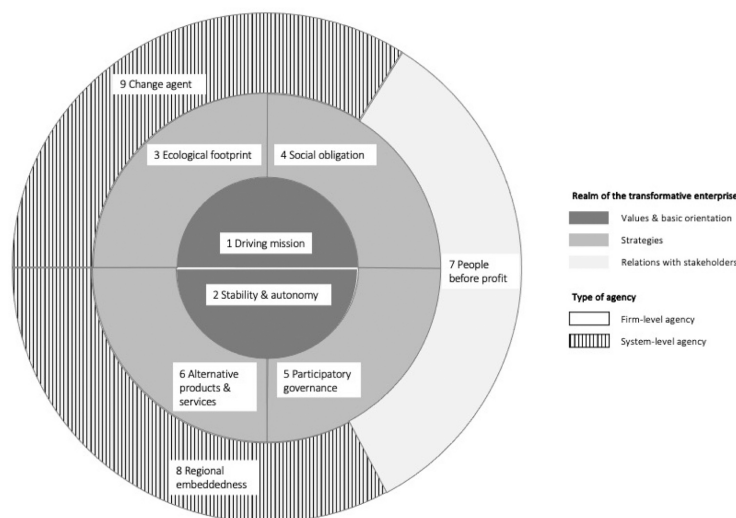 9 Change agent
3 Ecological footprint
4 Social obligation
1 Driving mission
2 Stability & autonomy
7 People
before profit
6 Alternative
products &
services
5 Participatory
governance
8 Regional
embeddedness
Realm of the transformative enterprise
Values & basic orientation
Strategies
Relations with stakeholders
Type of agency
Firm-level agency
System-level agency